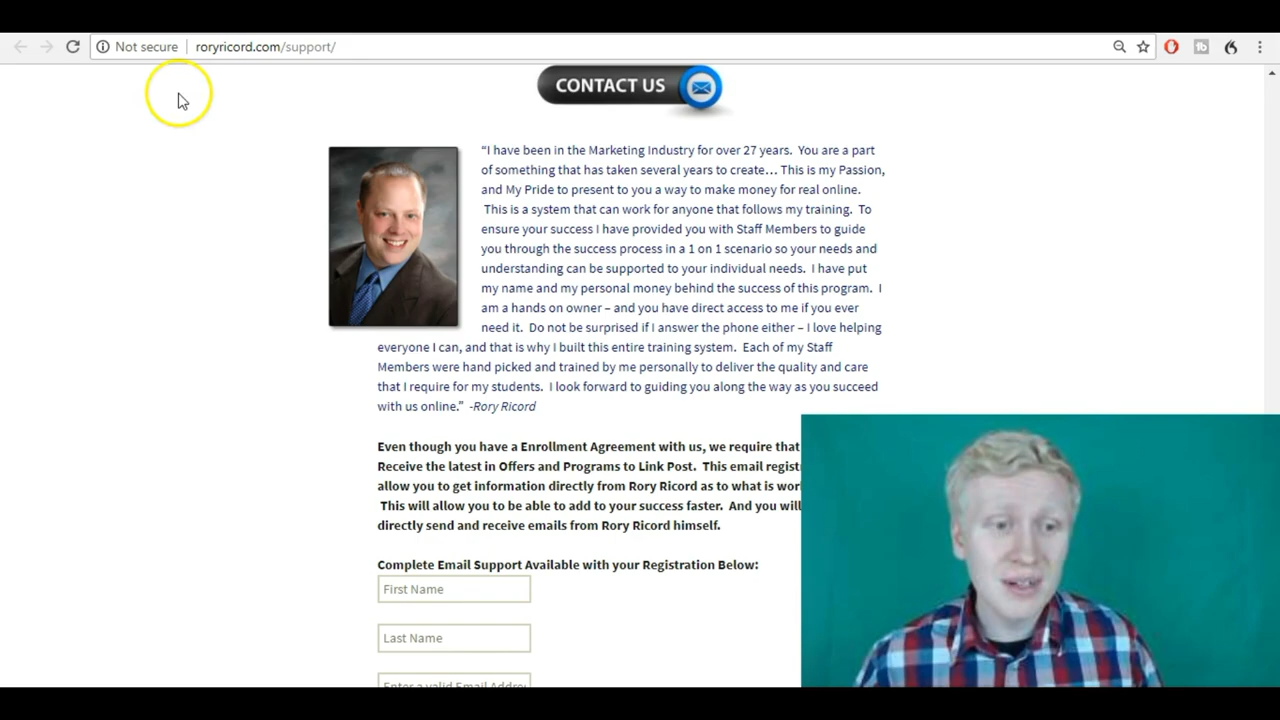 Not secure
roryricord.com/support/
CONTACT US
“I have been in the Marketing Industry for over 27 years. You are a part
of something that has taken several years to create… This is my Passion,
and My Pride to present to you a way to make money for real online.
This is a system that can work for anyone that follows my training. To
ensure your success I have provided you with Staff Members to guide
you through the success process in a 1 on 1 scenario so your needs and
understanding can be supported to your individual needs. I have put
my name and my personal money behind the success of this program. I
am a hands on owner – and you have direct access to me if you ever
need it. Do not be surprised if I answer the phone either – I love helping
everyone I can, and that is why I built this entire training system. Each of my Staff
Members were hand picked and trained by me personally to deliver the quality and care
that I require for my students. I look forward to guiding you along the way as you succeed
with us online.” -Rory Ricord
Even though you have a Enrollment Agreement with us, we require that
Receive the latest in Offers and Programs to Link Post. This email regist
allow you to get information directly from Rory Ricord as to what is wor
This will allow you to be able to add to your success faster. And you will
directly send and receive emails from Rory Ricord himself.
Complete Email Support Available with your Registration Below:
First Name
Last Name
Enter a valid Email Addre